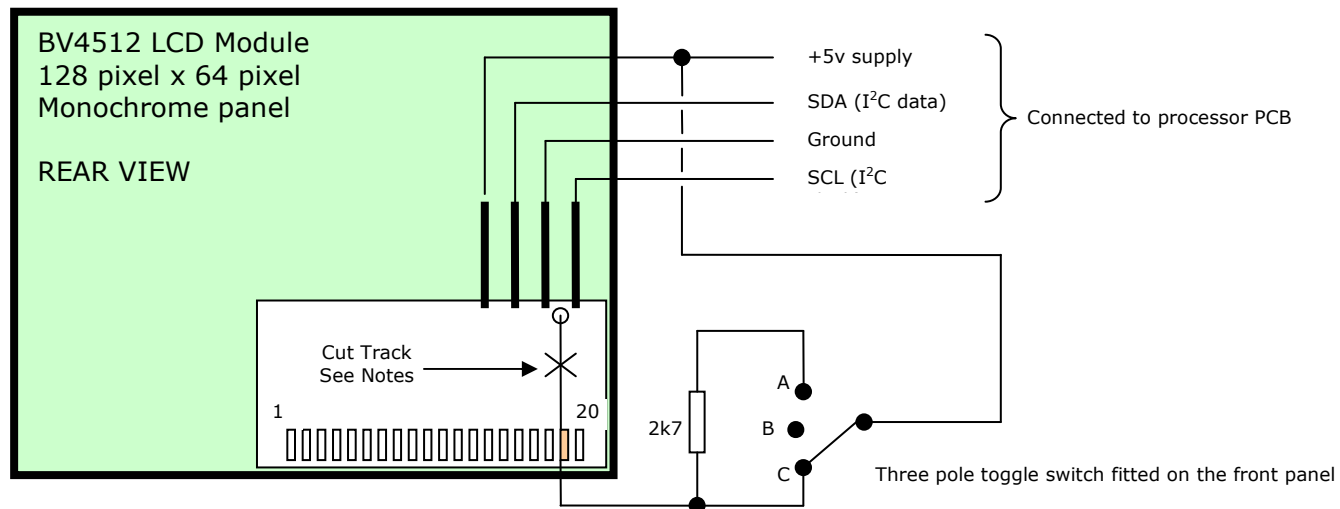 BV4512 LCD Module
128 pixel x 64 pixel
Monochrome panel
REAR VIEW
+5v supply
SDA (I²C data)
Ground
SCL (I²C
Connected to processor PCB
Cut Track
See Notes
1
20
2k7
A
B
C
Three pole toggle switch fitted on the front panel